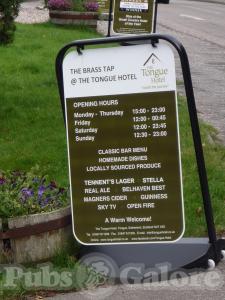 THE BRASS TAP
@ THE TONGUE HOTEL
Tongue
Hotel
OPENING HOURS
Monday - Thursday 15:00 - 23:00
Friday 12:00 - 00:45
Saturday 12:00 - 23:45
Sunday 12:30 - 23:00
CLASSIC BAR MENU
HOMEMADE DISHES
LOCALLY SOURCED PRODUCE
TENNENT'S LAGER STELLA
REAL ALE BELHAVEN BEST
MAGNERS CIDER GUINNESS
SKY TV OPEN FIRE
A Warm Welcome!
Pubs Galore